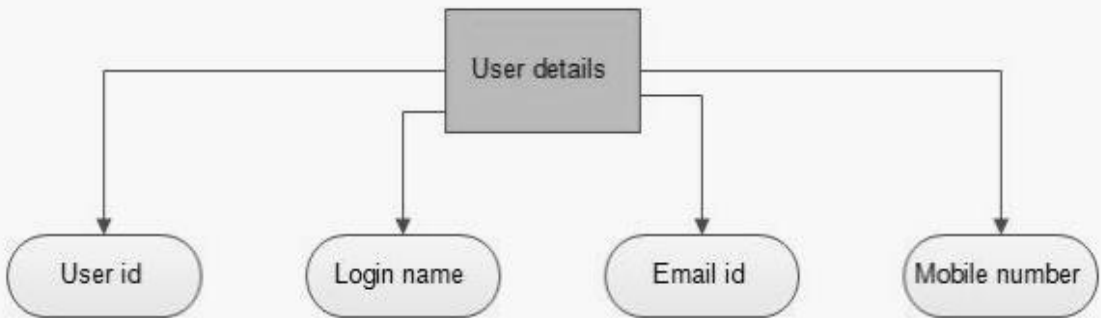 User details
User id
Login name
Email id
Mobile number